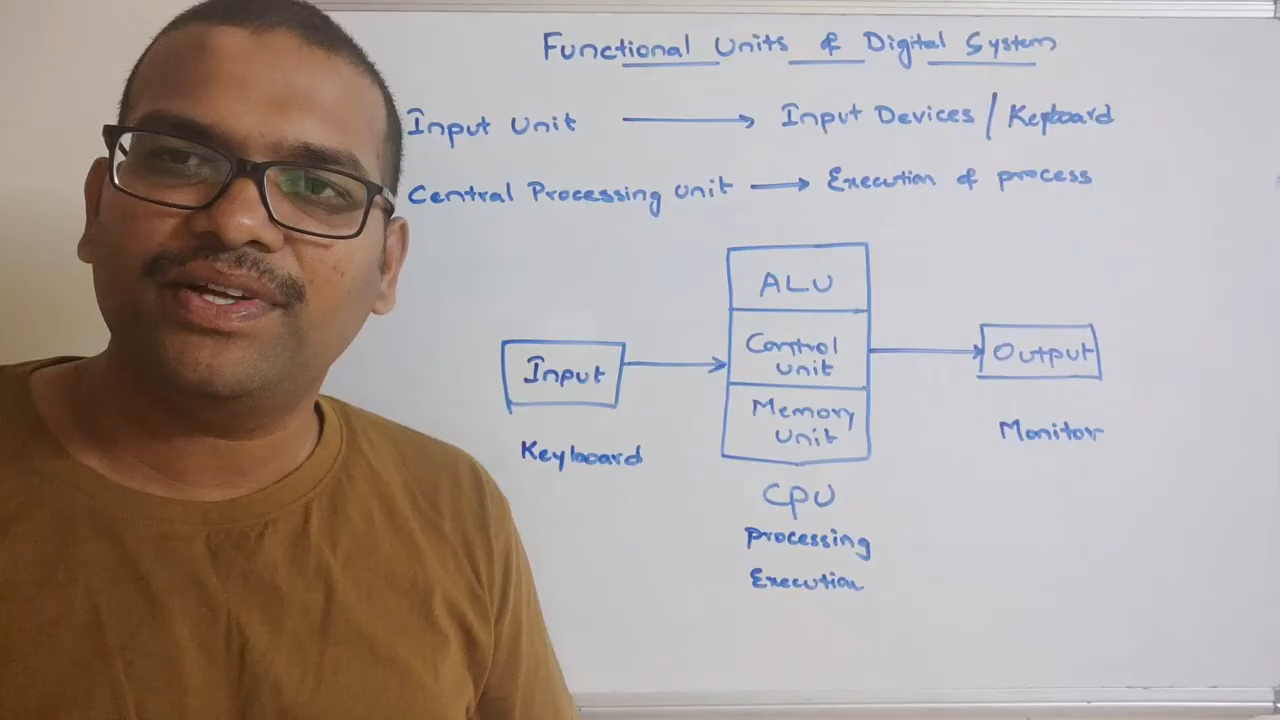 Functional Units of Digital System
Input Unit → Input Devices / Keyboard
Central Processing Unit → Execution of process
ALU
Control
unit
Input
Output
Memory
Unit
Keyboard
Monitor
CPU
Processing
Execution